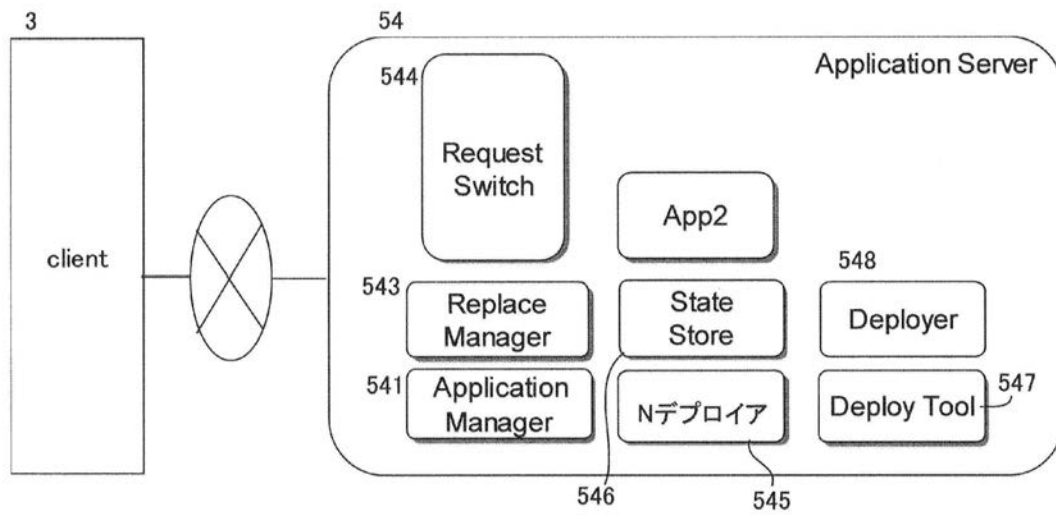 3
54
544
Application Server
Request
Switch
App2
client
543
548
Replace
Manager
State
Store
Deployer
541
Application
Manager
Nデプロイア
Deploy Tool
547
546
545